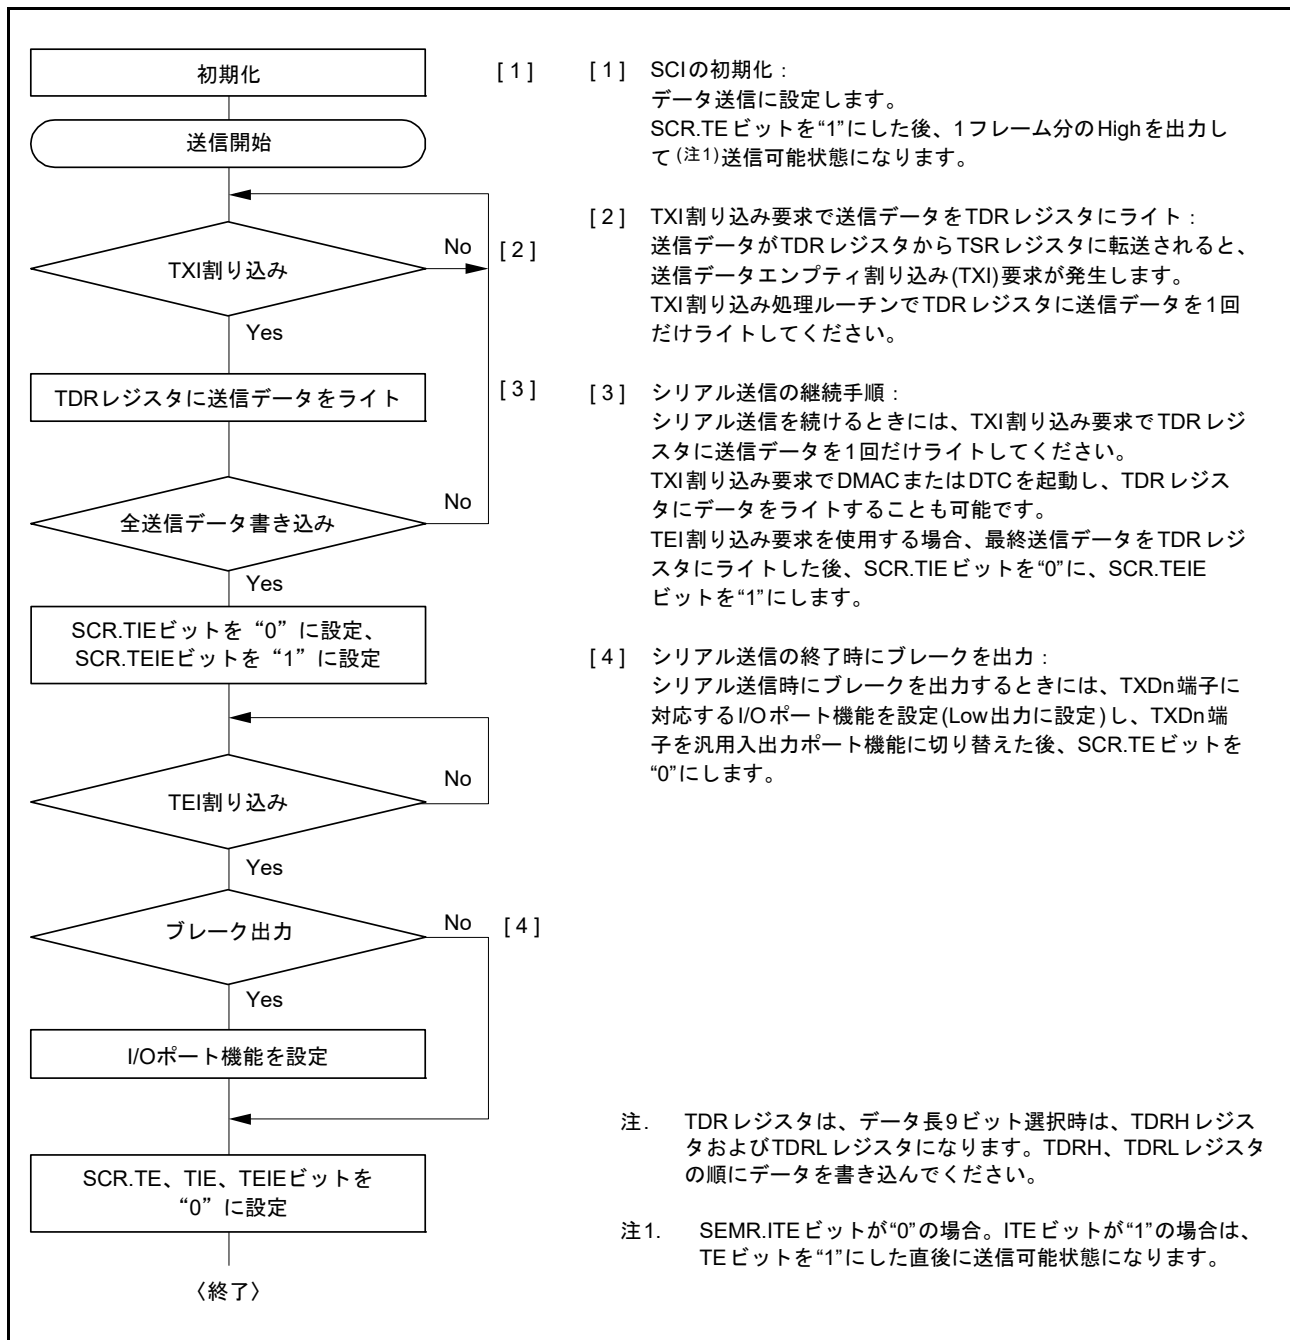 初期化
[ 1 ]
送信開始
TXI割り込み
No
[ 2 ]
Yes
TDRレジスタに送信データをライト
[ 3 ]
全送信データ書き込み
No
Yes
SCR.TIEビットを“0”に設定、
SCR.TEIEビットを“1”に設定
TEI割り込み
No
Yes
ブレーク出力
No
[ 4 ]
Yes
I/Oポート機能を設定
SCR.TE、TIE、TEIEビットを
“0”に設定
〈終了〉
[ 1 ] SCIの初期化：
データ送信に設定します。
SCR.TEビットを“1”にした後、1フレーム分のHighを出力し
て(注1)送信可能状態になります。
[ 2 ] TXI割り込み要求で送信データをTDRレジスタにライト：
送信データがTDRレジスタからTSRレジスタに転送されると、
送信データエンプティ割り込み(TXI)要求が発生します。
TXI割り込み処理ルーチンでTDRレジスタに送信データを1回
だけライトしてください。
[ 3 ] シリアル送信の継続手順：
シリアル送信を続けるときには、TXI割り込み要求でTDRレジ
スタに送信データを1回だけライトしてください。
TXI割り込み要求でDMACまたはDTCを起動し、TDRレジス
タにデータをライトすることも可能です。
TEI割り込み要求を使用する場合、最終送信データをTDRレジ
スタにライトした後、SCR.TIEビットを“0”に、SCR.TEIE
ビットを“1”にします。
[ 4 ] シリアル送信の終了時にブレークを出力：
シリアル送信時にブレークを出力するときには、TXDn端子に
対応するI/Oポート機能を設定(Low出力に設定)し、TXDn端
子を汎用入出力ポート機能に切り替えた後、SCR.TEビットを
“0”にします。
注. TDRレジスタは、データ長9ビット選択時は、TDRHレジス
タおよびTDRLレジスタになります。TDRH、TDRLレジスタ
の順にデータを書き込んでください。
注1. SEMR.ITEビットが“0”の場合。ITEビットが“1”の場合は、
TEビットを“1”にした直後に送信可能状態になります。